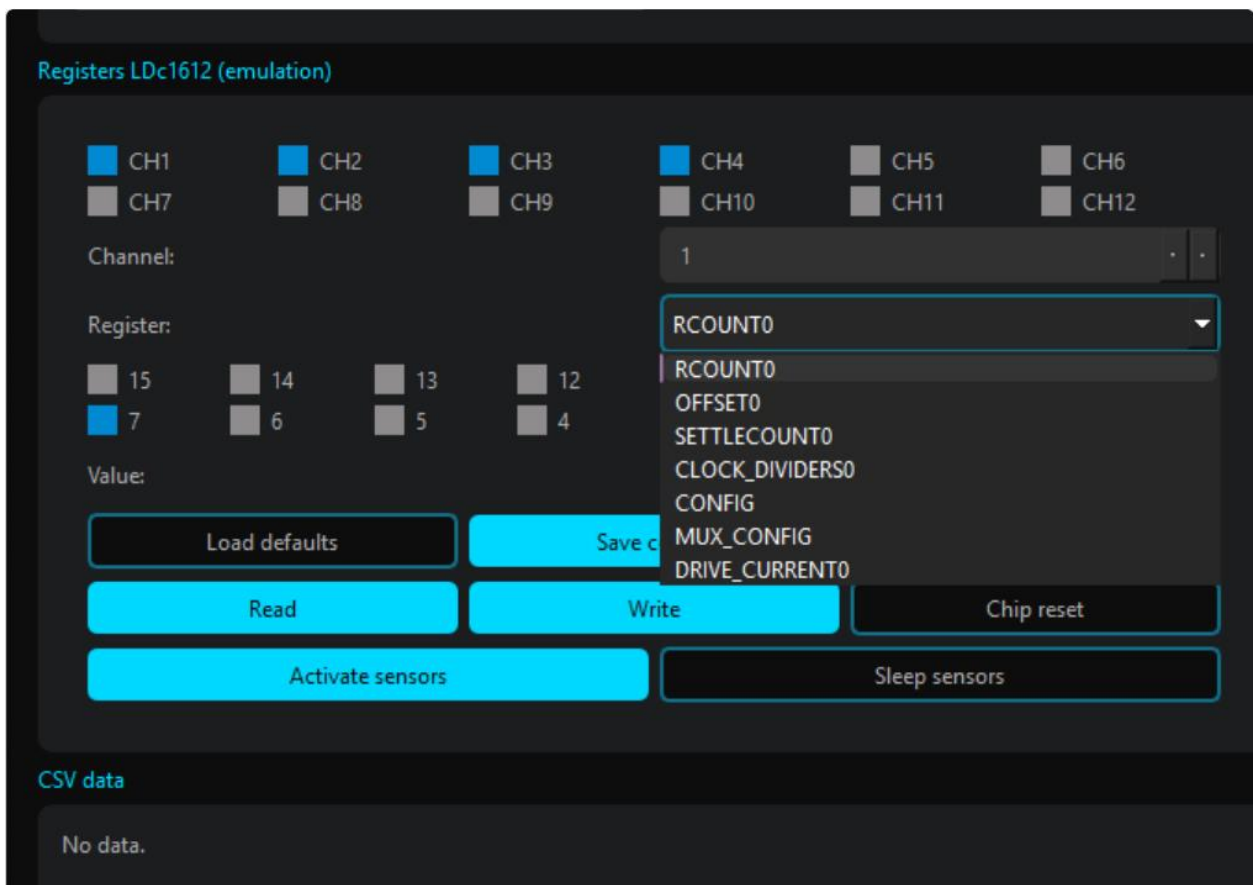 Registers LDc1612 (emulation)
CH1 CH2 CH3 CH4 CH5 CH6
CH7 CH8 CH9 CH10 CH11 CH12
Channel: 1
Register: RCOUNT0
RCOUNT0
15 14 13 12
OFFSET0
7 6 5 4
SETTLECOUNT0
CLOCK_DIVIDERS0
Value:
CONFIG
MUX_CONFIG
Load defaults Save
DRIVE_CURRENT0
Read Write Chip reset
Activate sensors Sleep sensors
CSV data
No data.